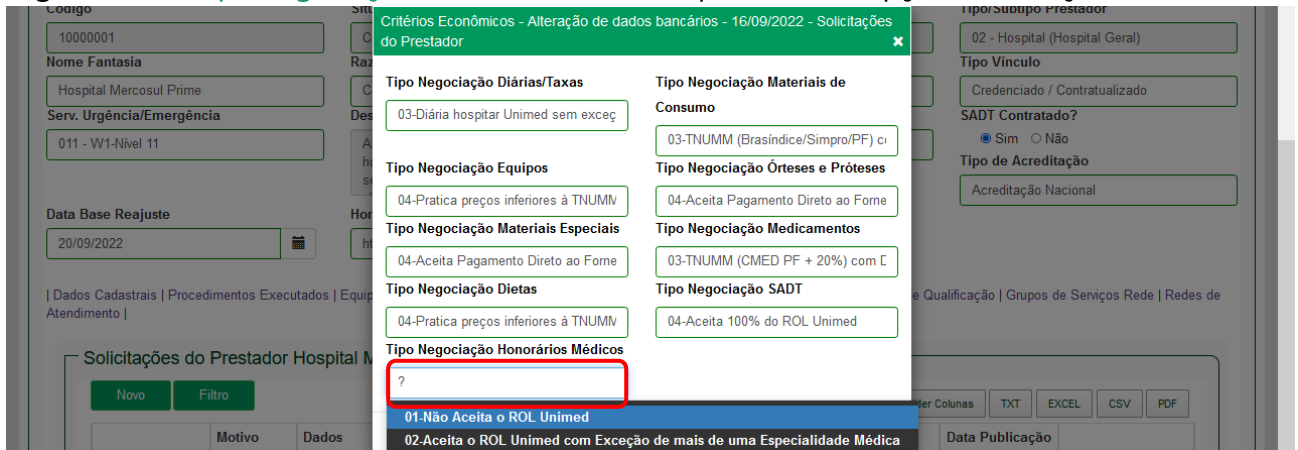 Código
Tipo/Subtipo Prestador
Critérios Econômicos - Alteração de dados bancários - 16/09/2022 - Solicitações
do Prestador
×
10000001
02 - Hospital (Hospital Geral)
Nome Fantasia
Tipo Vínculo
Hospital Mercosul Prime
Credenciado / Contratualizado
Serv. Urgência/Emergência
SADT Contratado?
011 - W1-Nível 11
Sim Não
Tipo de Acreditação
Acreditação Nacional
Data Base Reajuste
20/09/2022
Tipo Negociação Diárias/Taxas
03-Diária hospitar Unimed sem exceç
Tipo Negociação Materiais de
Consumo
03-TNUMM (Brasíndice/Simpro/PF) c
Tipo Negociação Equipos
04-Pratica preços inferiores à TNUMM
Tipo Negociação Órteses e Próteses
04-Aceita Pagamento Direto ao Forne
Tipo Negociação Materiais Especiais
04-Aceita Pagamento Direto ao Forne
Tipo Negociação Medicamentos
03-TNUMM (CMED PF + 20%) com D
Tipo Negociação Dietas
04-Pratica preços inferiores à TNUMM
Tipo Negociação SADT
04-Aceita 100% do ROL Unimed
Tipo Negociação Honorários Médicos
?
01-Não Aceita o ROL Unimed
02-Aceita o ROL Unimed com Exceção de mais de uma Especialidade Médica
| Dados Cadastrais | Procedimentos Executados | Equip
e Qualificação | Grupos de Serviços Rede | Redes de
Atendimento |
Solicitações do Prestador Hospital M
Novo Filtro
der Colunas TXT EXCEL CSV PDF
Motivo Dados
Data Publicação